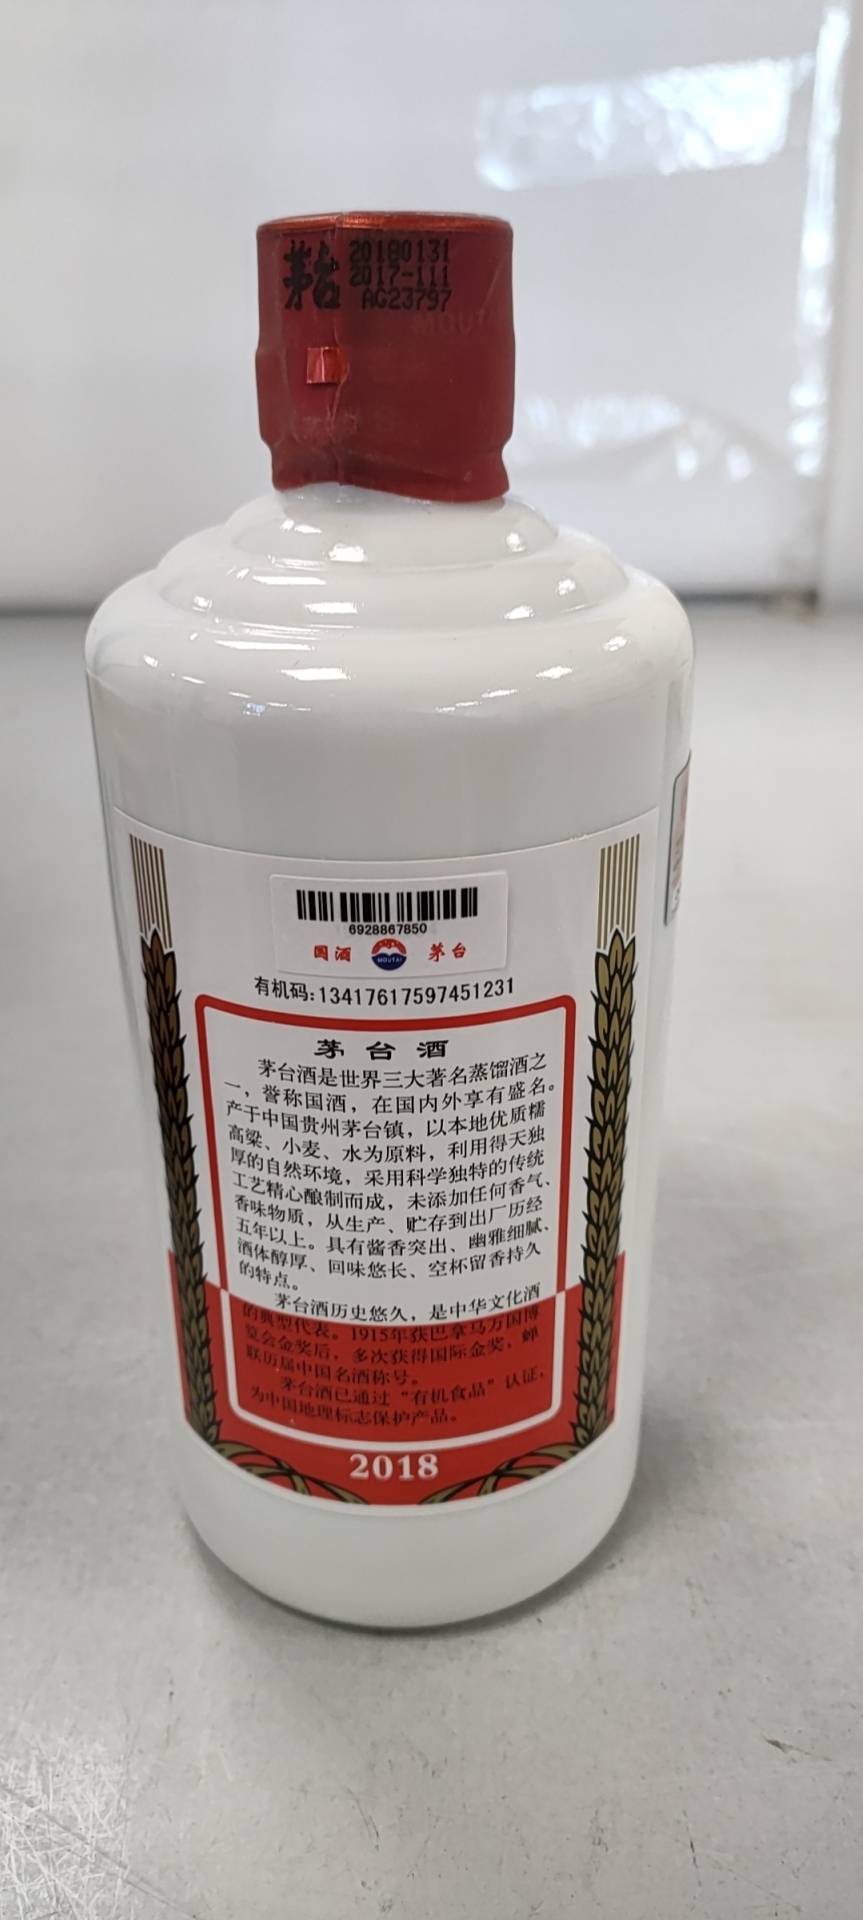 茅台
20180131
2017-111
AG23797
MOUTAI
6928867850
国酒
MOUTAI
茅台
有机码:13417617597451231
茅台酒
茅台酒是世界三大著名蒸馏酒之
一，誉称国酒，在国内外享有盛名。
产于中国贵州茅台镇，以本地优质糯
高粱、小麦、水为原料，利用得天独
厚的自然环境，采用科学独特的传统
工艺精心酿制而成，未添加任何香气、
香味物质，从生产、贮存到出厂历经
五年以上。具有酱香突出、幽雅细腻、
酒体醇厚、回味悠长、空杯留香持久
的特点。
茅台酒历史悠久，是中华文化酒
的典型代表。1915年获巴拿马万国博
览会金奖后，多次获得国际金奖，蝉
联历届中国名酒称号。
茅台酒已通过“有机食品”认证，
为中国地理标志保护产品。
2018